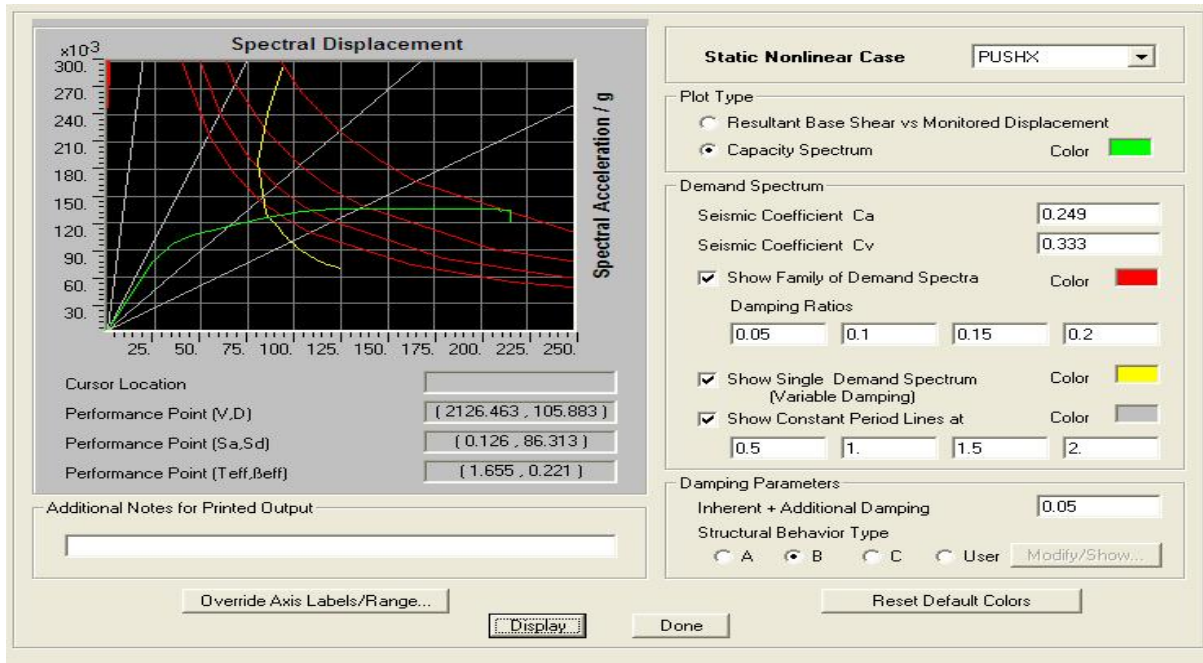 Spectral Displacement
x10³
300.
270.
240.
210.
180.
150.
120.
90.
60.
30.
25. 50. 75. 100. 125. 150. 175. 200. 225. 250.
Spectral Acceleration / g
Cursor Location
Performance Point (V,D) ( 2126.463 , 105.883 )
Performance Point (Sa,Sd) ( 0.126 , 86.313 )
Performance Point (Teff,βeff) ( 1.655 , 0.221 )
Additional Notes for Printed Output
Override Axis Labels/Range...
Static Nonlinear Case PUSHX
Plot Type
Resultant Base Shear vs Monitored Displacement
Capacity Spectrum Color
Demand Spectrum
Seismic Coefficient Ca 0.249
Seismic Coefficient Cv 0.333
Show Family of Demand Spectra Color
Damping Ratios
0.05 0.1 0.15 0.2
Show Single Demand Spectrum Color
(Variable Damping)
Show Constant Period Lines at Color
0.5 1. 1.5 2.
Damping Parameters
Inherent + Additional Damping 0.05
Structural Behavior Type
A B C User Modify/Show...
Reset Default Colors
Display Done